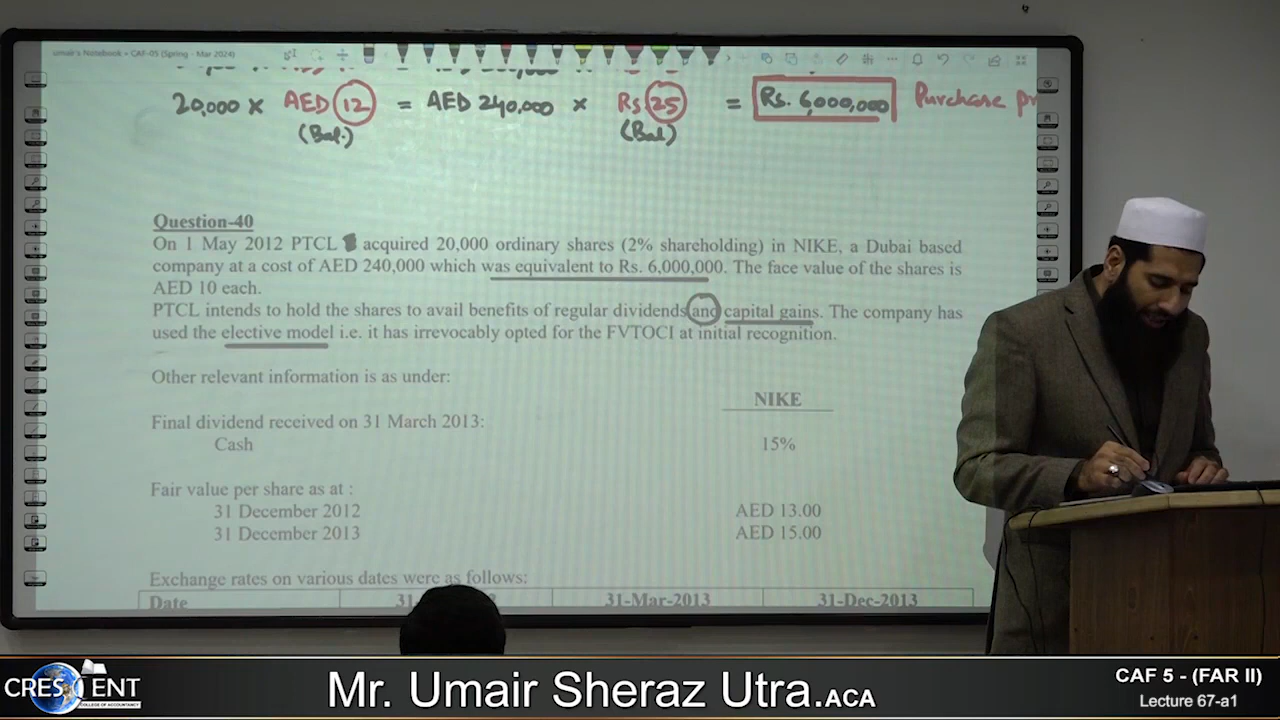 umair's Notebook » CAF-05 (Spring - Mar 2024)
20,000 × AED 12 = AED 240,000 × Rs 25 = Rs. 6,000,000 Purchase
(Bal.) (Bal)
Question-40
On 1 May 2012 PTCL acquired 20,000 ordinary shares (2% shareholding) in NIKE, a Dubai based
company at a cost of AED 240,000 which was equivalent to Rs. 6,000,000. The face value of the shares is
AED 10 each.
PTCL intends to hold the shares to avail benefits of regular dividends and capital gains. The company has
used the elective model i.e. it has irrevocably opted for the FVTOCI at initial recognition.
Other relevant information is as under:
NIKE
Final dividend received on 31 March 2013:
Cash 15%
Fair value per share as at :
31 December 2012 AED 13.00
31 December 2013 AED 15.00
Exchange rates on various dates were as follows:
Date 31-Mar-2013 31-Dec-2013
CRESCENT
COLLEGE OF ACCOUNTANCY
Mr. Umair Sheraz Utra.ACA
CAF 5 - (FAR II)
Lecture 67-a1